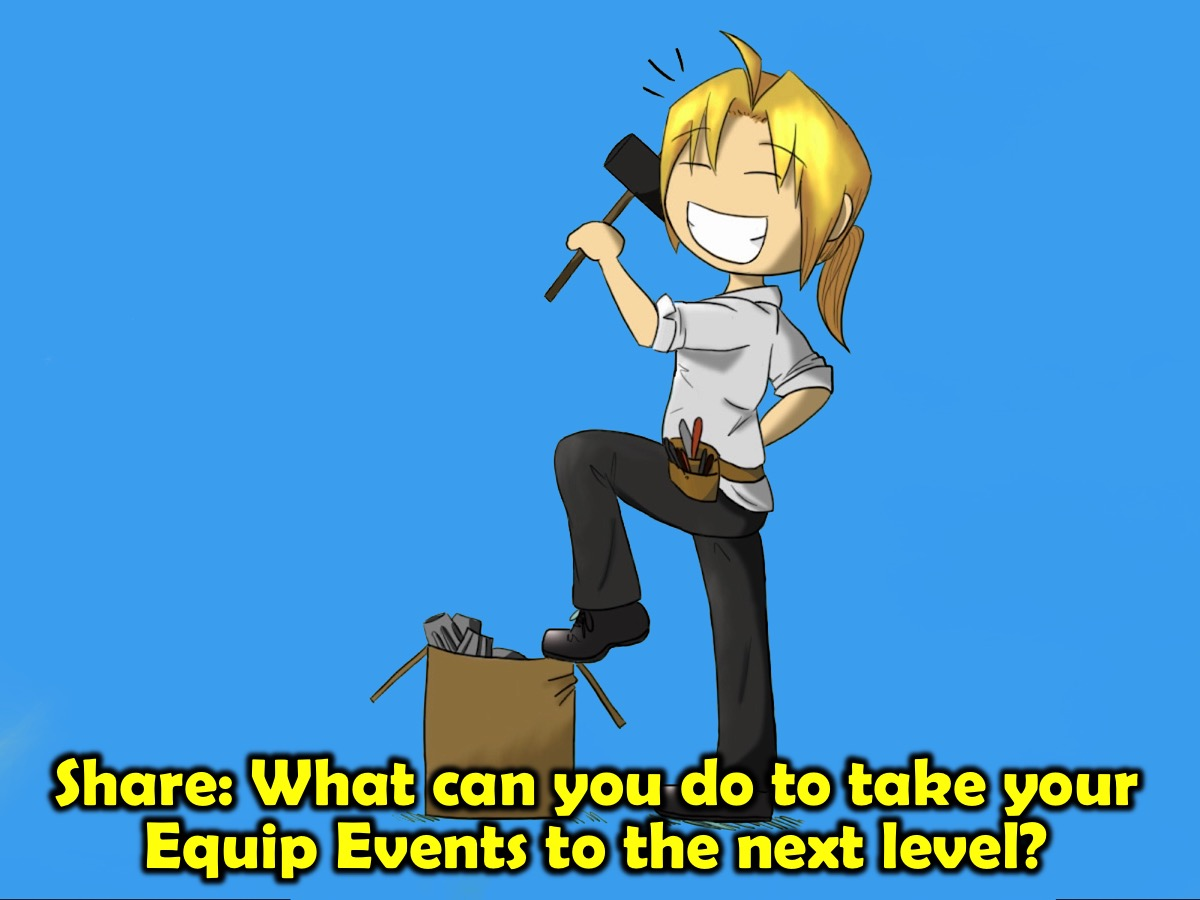 Share: What can you do to take your
Equip Events to the next level?